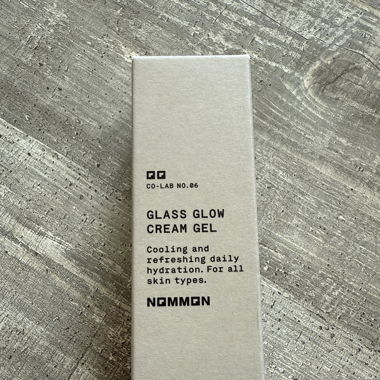 CO-LAB NO.06
GLASS GLOW
CREAM GEL
Cooling and
refreshing daily
hydration. For all
skin types.
NOMMON